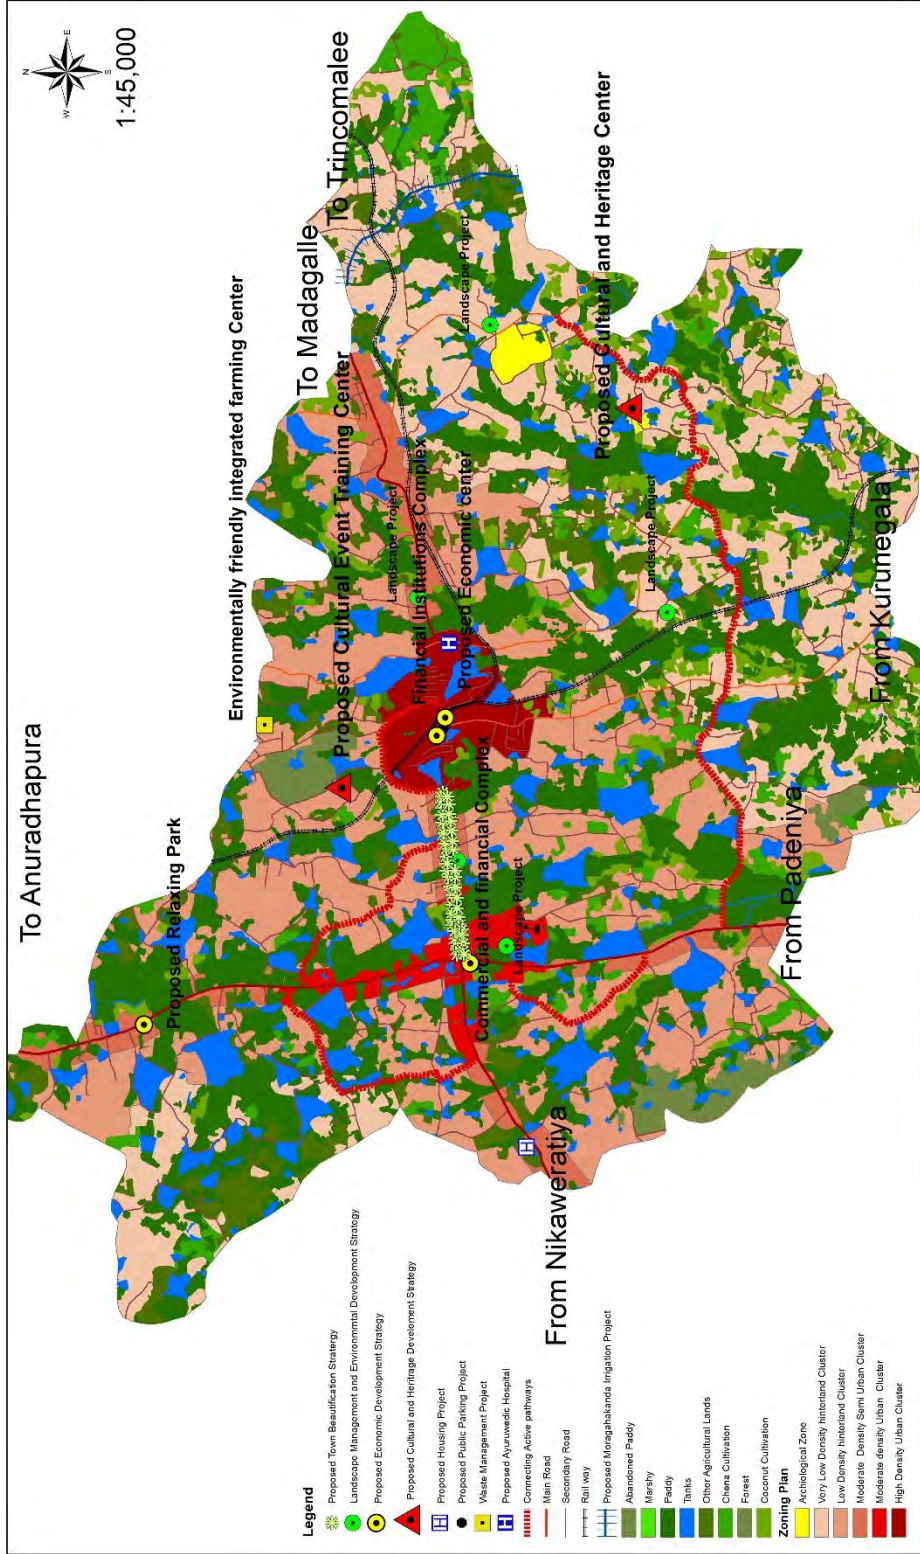 N
E
S
W
1:45,000
To Anuradhapura
Proposed Relaxing Park
Environmentally friendly integrated farming Center
To Madagalle
To Trincomalee
Proposed Cultural Event Training Center
Landscape Project
Financial Institutions Complex
Proposed Economic center
Landscape Project
Commercial and financial Complex
Landscape Project
Proposed Cultural and Heritage Center
Landscape Project
From Nikaweratiya
From Padeniya
From Kurunegala
H
H
Legend
Proposed Town Beautification Stratergy
Landscape Management and Environmntal Development Strategy
Proposed Economic Development Strategy
Proposed Cultural and Heritrage Develoment Strategy
H Proposed Housing Project
Proposed Public Parking Project
Waste Management Project
H Proposed Ayuruwedic Hospital
Connecting Active pathways
Main Road
Secondary Road
Rail way
Proposed Moragahakanda Irrigation Project
Abandoned Paddy
Marshy
Paddy
Tanks
Other Agricultural Lands
Chena Cultivation
Forest
Coconut Cultivation
Zoning Plan
Archiological Zone
Very Low Density hinterland Cluster
Low Density hinterland Cluster
Moderate Density Semi Urban Cluster
Moderate density Urban Cluster
High Density Urban Cluster